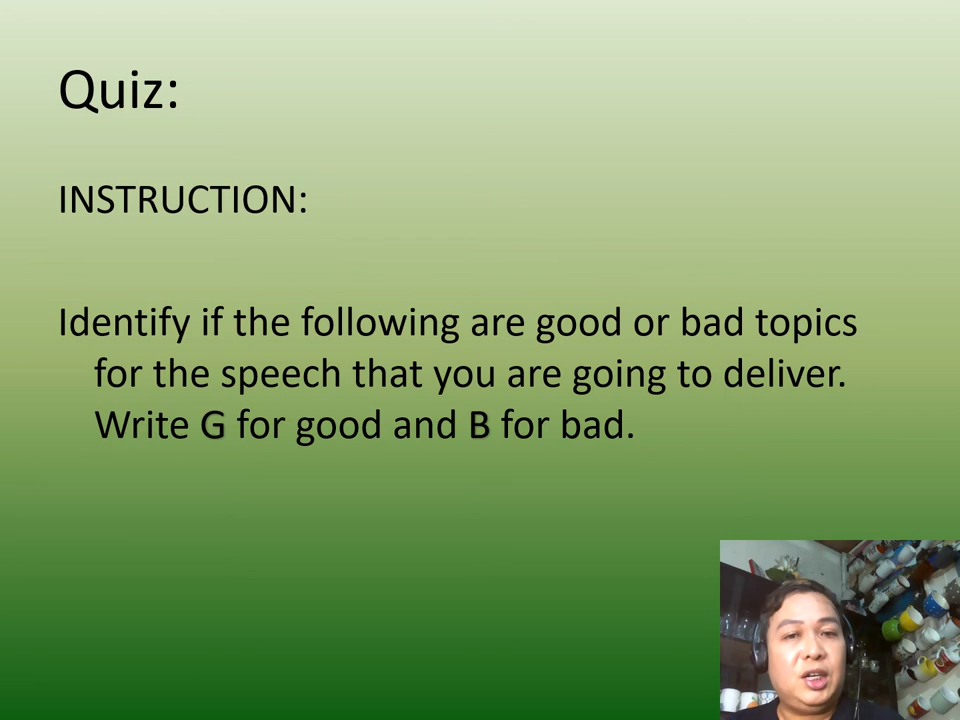 Quiz:
INSTRUCTION:
Identify if the following are good or bad topics
for the speech that you are going to deliver.
Write G for good and B for bad.